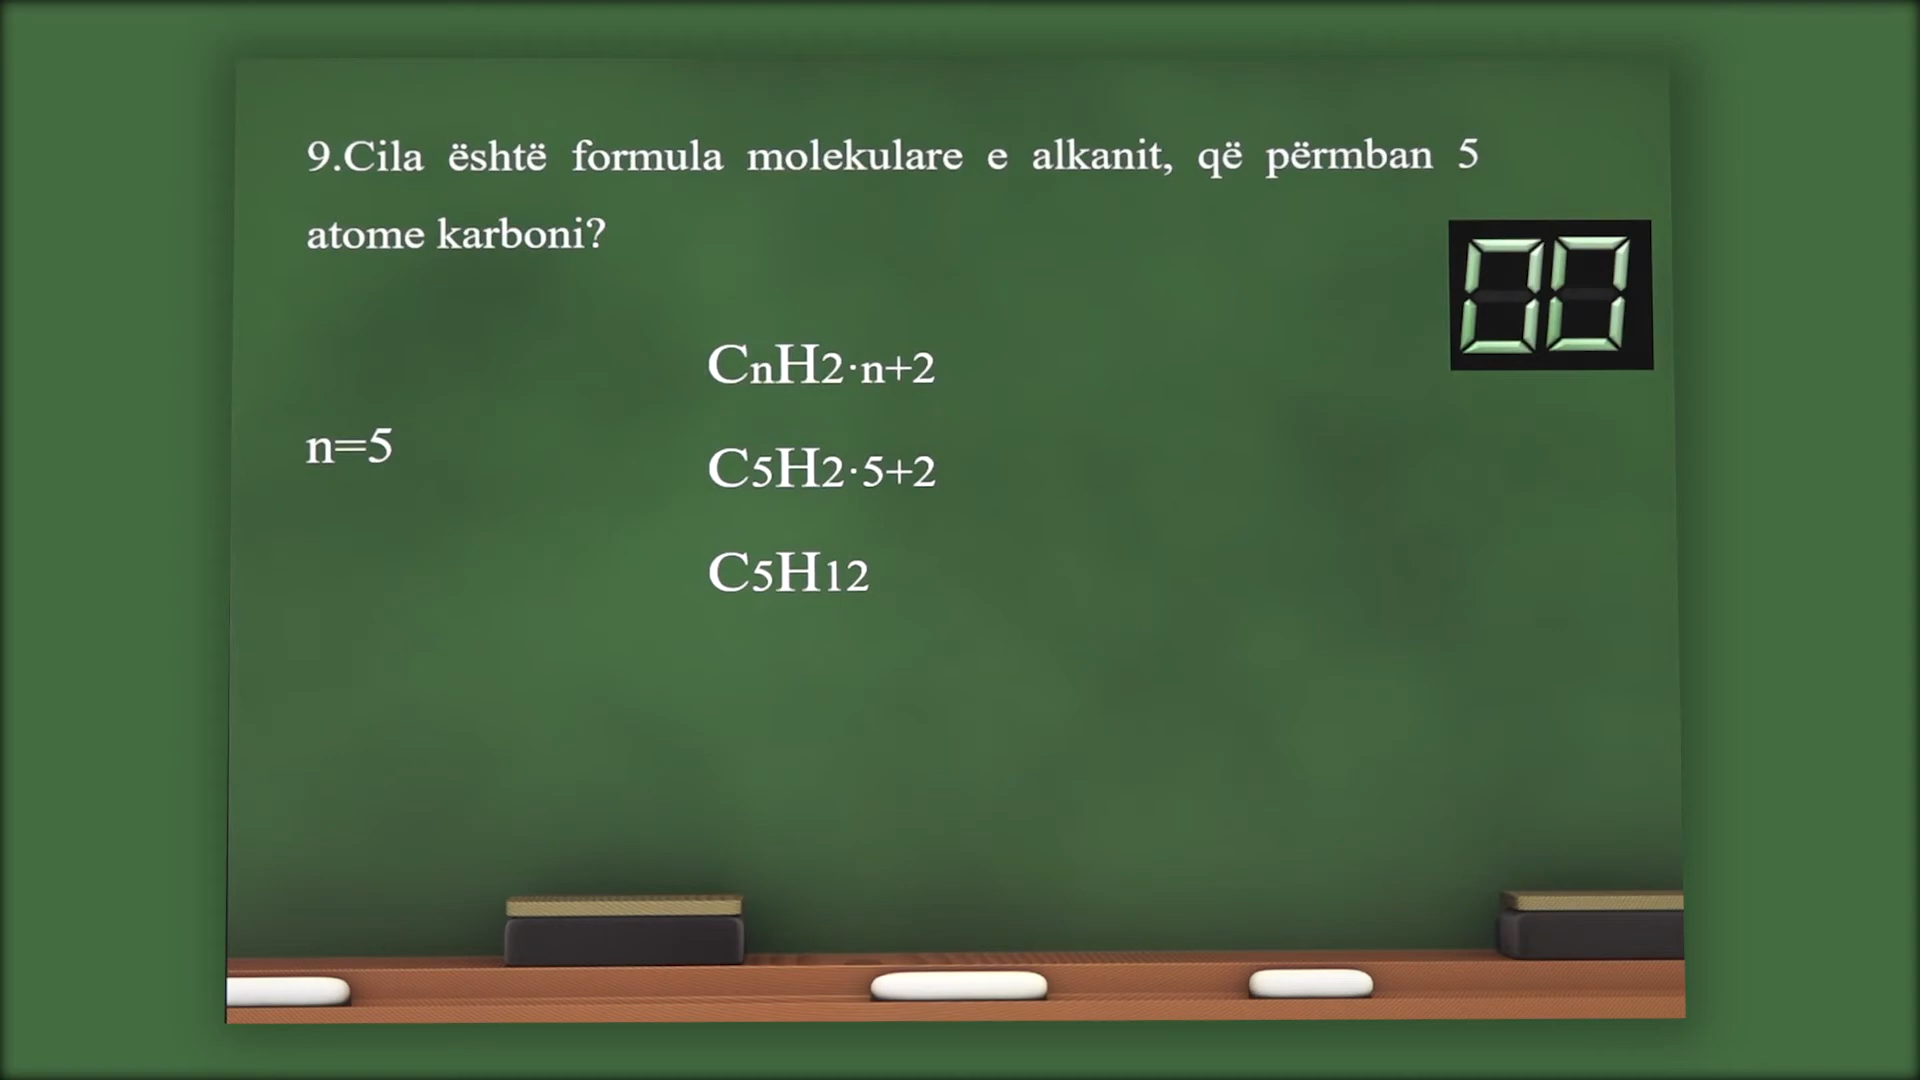 9.Cila është formula molekulare e alkanit, që përmban 5
atome karboni?
00
CnH2·n+2
n=5
C5H2·5+2
C5H12